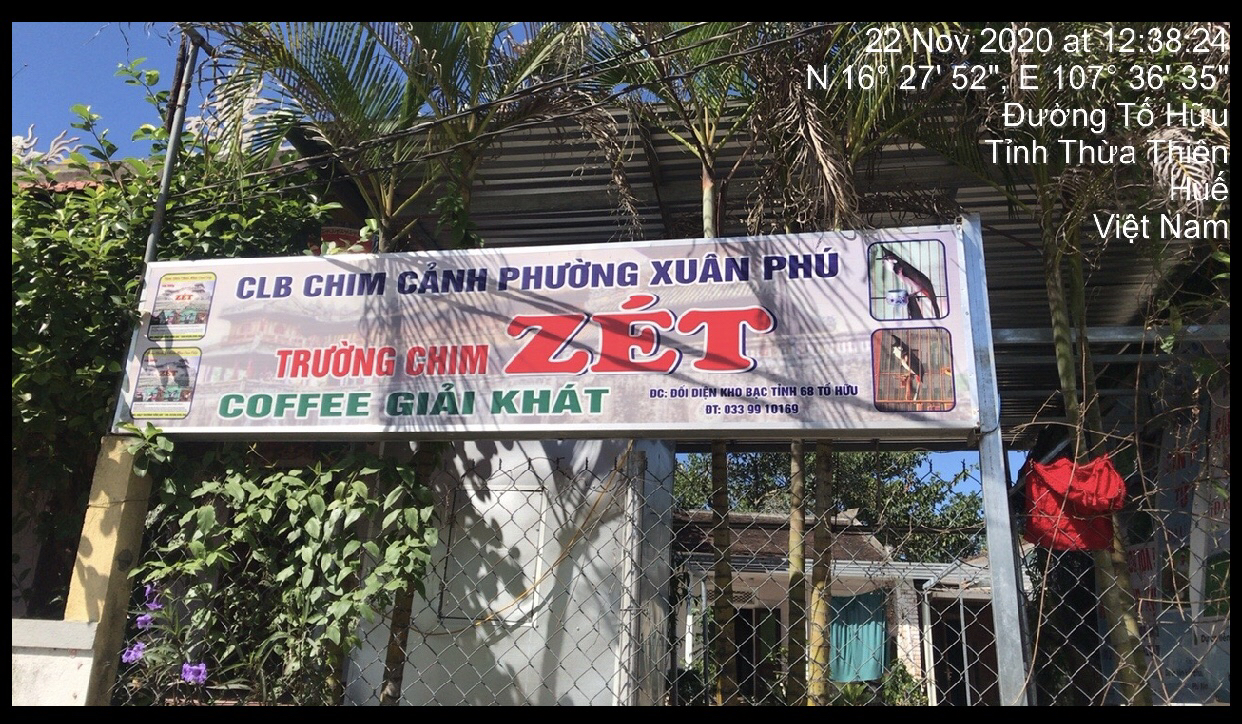 22 Nov 2020 at 12:38:24
N 16° 27' 52", E 107° 36' 35"
Đường Tố Hữu
Tỉnh Thừa Thiên
Huế
Việt Nam
CLB CHIM CẢNH PHƯỜNG XUÂN PHÚ
TRƯỜNG CHIM ZÉT
COFFEE GIẢI KHÁT
ĐC: ĐỐI DIỆN KHO BẠC TỈNH 68 TỐ HỮU
ĐT: 033 99 10169
ZÉT